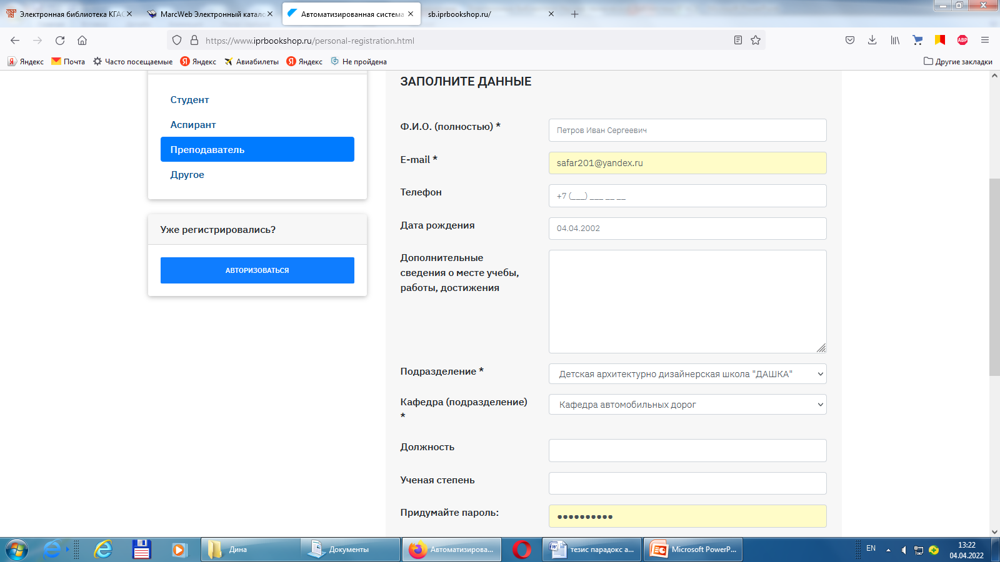 Электронная библиотека КГАС
MarcWeb Электронный катало
Автоматизированная система
sb.iprbookshop.ru/
https://www.iprbookshop.ru/personal-registration.html
ABP
Яндекс
Почта
Часто посещаемые
Яндекс
Авиабилеты
Яндекс
Не пройдена
Другие закладки
Студент
Аспирант
Преподаватель
Другое
Уже регистрировались?
АВТОРИЗОВАТЬСЯ
ЗАПОЛНИТЕ ДАННЫЕ
Ф.И.О. (полностью) *
Петров Иван Сергеевич
E-mail *
safar201@yandex.ru
Телефон
+7 (___) ___ __ __
Дата рождения
04.04.2002
Дополнительные
сведения о месте учебы,
работы, достижения
Подразделение *
Детская архитектурно дизайнерская школа "ДАШКА"
Кафедра (подразделение)
*
Кафедра автомобильных дорог
Должность
Ученая степень
Придумайте пароль:
Дина
Документы
Автоматизирова...
тезис парадокс а...
Microsoft PowerP...
EN
13:22
04.04.2022